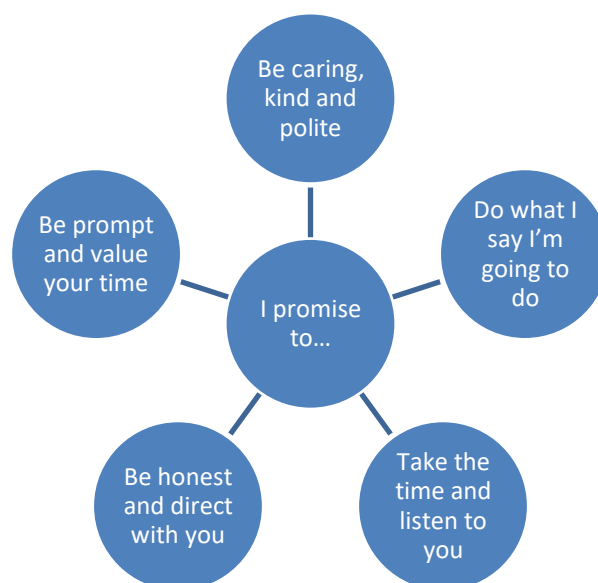 Be caring,
kind and
polite
Be prompt
and value
your time
Do what I
say I’m
going to
do
I promise
to…
Be honest
and direct
with you
Take the
time and
listen to
you